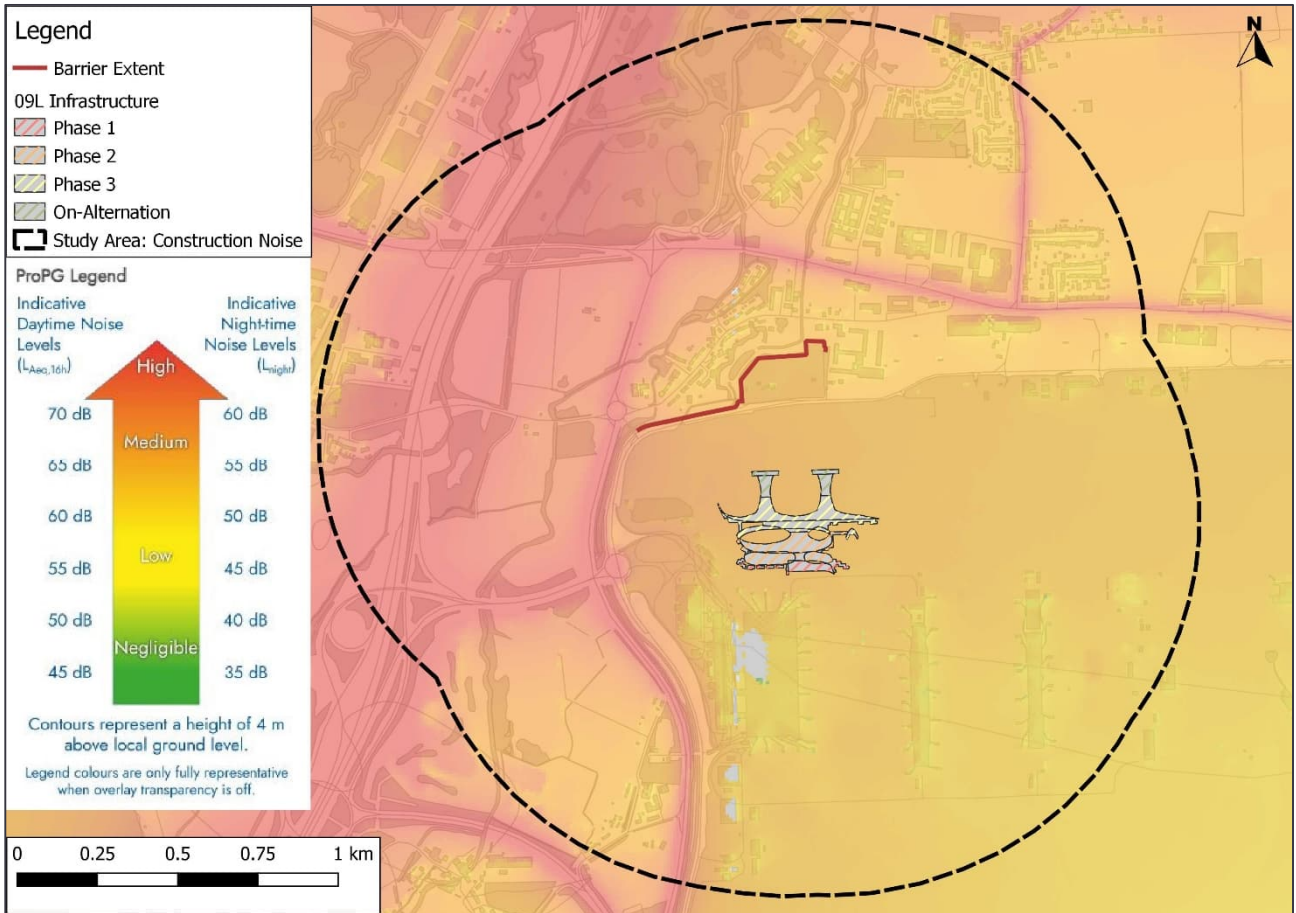 Legend
Barrier Extent
09L Infrastructure
Phase 1
Phase 2
Phase 3
On-Alternation
Study Area: Construction Noise
ProPG Legend
Indicative
Daytime Noise
Levels
(LAeq,16h)
Indicative
Night-time
Noise Levels
(Lnight)
High
70 dB
60 dB
Medium
65 dB
55 dB
60 dB
50 dB
Low
55 dB
45 dB
50 dB
40 dB
Negligible
45 dB
35 dB
Contours represent a height of 4 m
above local ground level.
Legend colours are only fully representative
when overlay transparency is off.
0 0.25 0.5 0.75 1 km
N